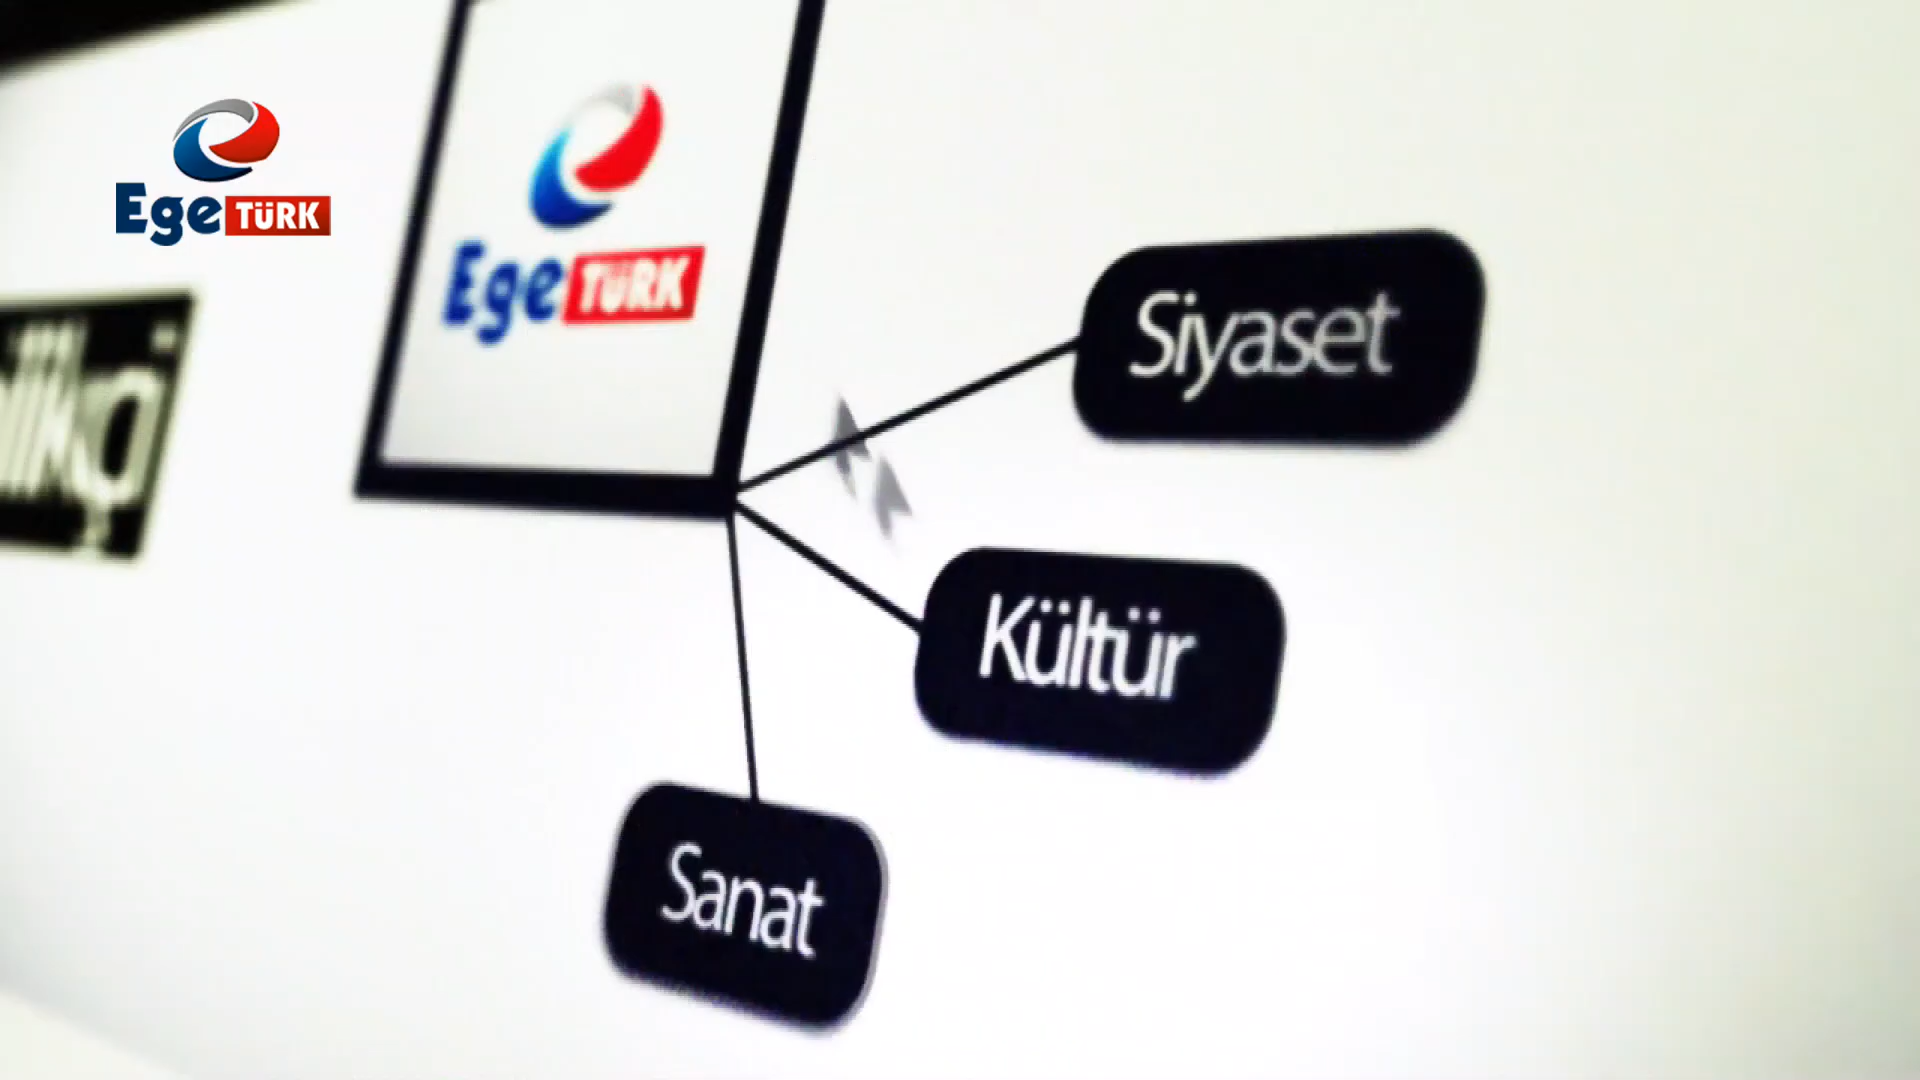 Ege TÜRK
Ege TÜRK
Siyaset
Kültür
Sanat